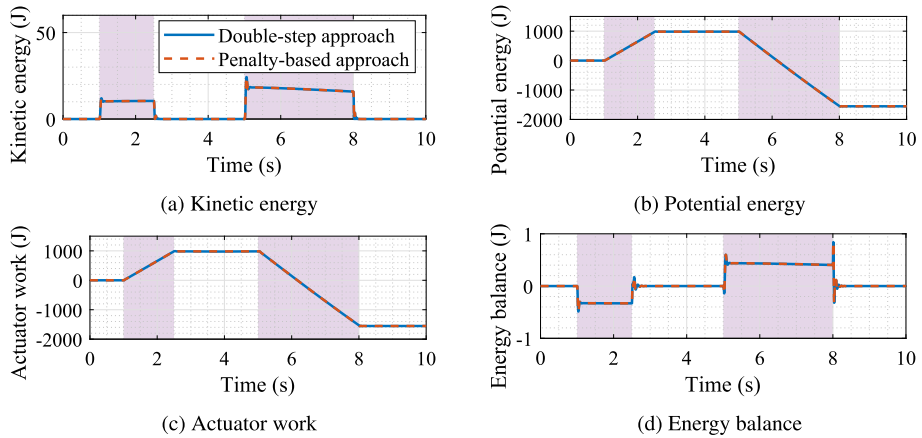 Kinetic energy (J)
50
0
Double-step approach
Penalty-based approach
0 2 4 6 8 10
Time (s)
(a) Kinetic energy
Potential energy (J)
1000
0
-1000
-2000
0 2 4 6 8 10
Time (s)
(b) Potential energy
Actuator work (J)
1000
0
-1000
-2000
0 2 4 6 8 10
Time (s)
(c) Actuator work
Energy balance (J)
1
0
-1
0 2 4 6 8 10
Time (s)
(d) Energy balance